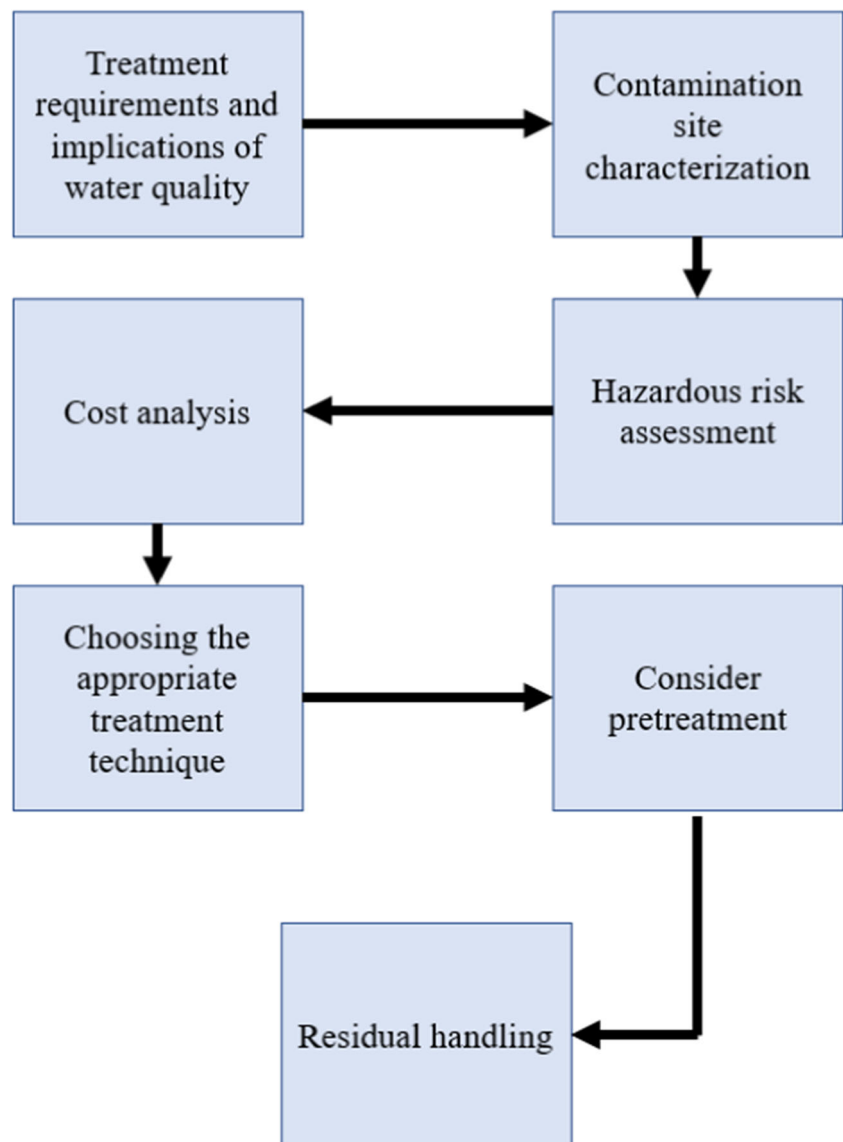 Treatment
requirements and
implications of
water quality
Contamination
site
characterization
Hazardous risk
assessment
Cost analysis
Choosing the
appropriate
treatment
technique
Consider
pretreatment
Residual handling